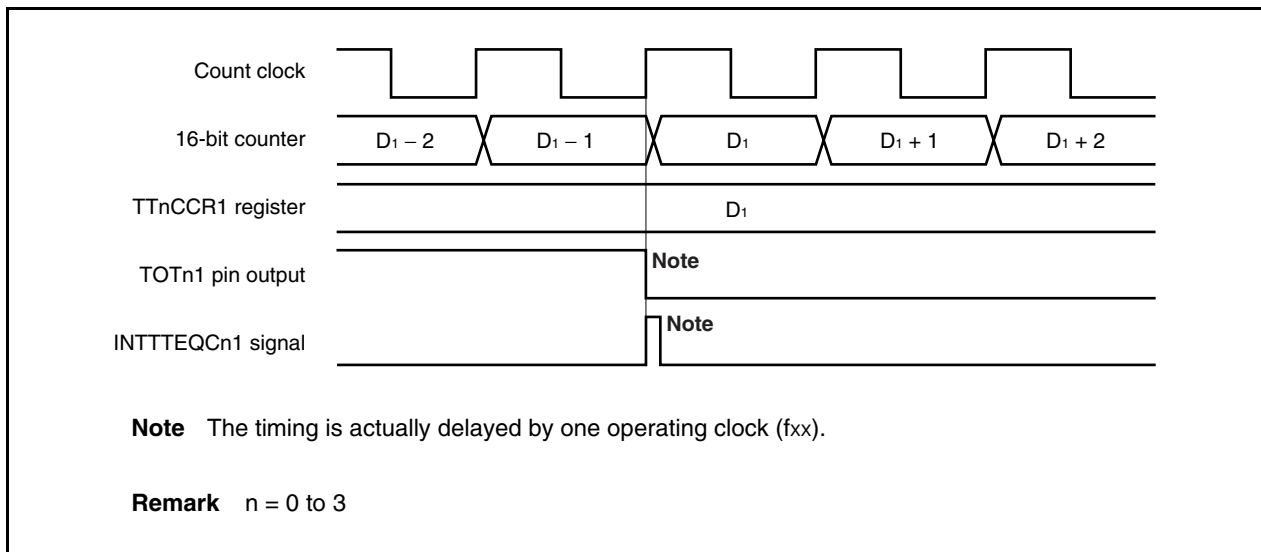 Count clock
16-bit counter D₁ – 2 D₁ – 1 D₁ D₁ + 1 D₁ + 2
TTnCCR1 register D₁
TOTn1 pin output Note
INTTTEQCn1 signal Note
Note The timing is actually delayed by one operating clock (fxx).
Remark n = 0 to 3